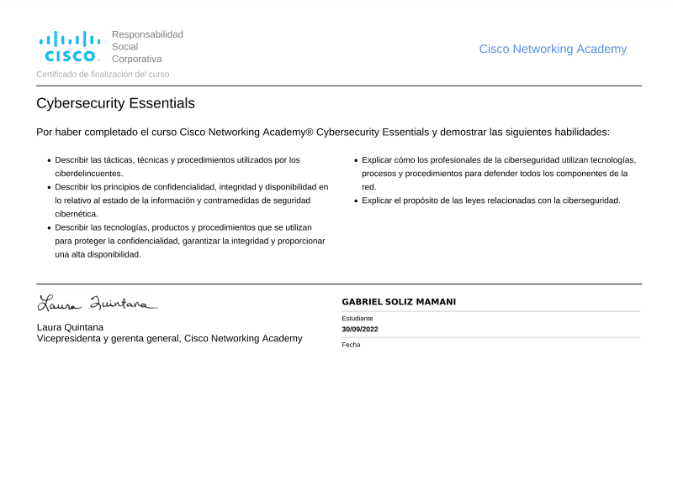 CISCO
Responsabilidad
Social
Corporativa
Cisco Networking Academy
Certificado de finalización del curso
Cybersecurity Essentials
Por haber completado el curso Cisco Networking Academy® Cybersecurity Essentials y demostrar las siguientes habilidades:
• Describir las tácticas, técnicas y procedimientos utilizados por los
ciberdelincuentes.
• Describir los principios de confidencialidad, integridad y disponibilidad en
lo relativo al estado de la información y contramedidas de seguridad
cibernética.
• Describir las tecnologías, productos y procedimientos que se utilizan
para proteger la confidencialidad, garantizar la integridad y proporcionar
una alta disponibilidad.
• Explicar cómo los profesionales de la ciberseguridad utilizan tecnologías,
procesos y procedimientos para defender todos los componentes de la
red.
• Explicar el propósito de las leyes relacionadas con la ciberseguridad.
Laura Quintana
Laura Quintana
Vicepresidenta y gerenta general, Cisco Networking Academy
GABRIEL SOLIZ MAMANI
Estudiante
30/09/2022
Fecha